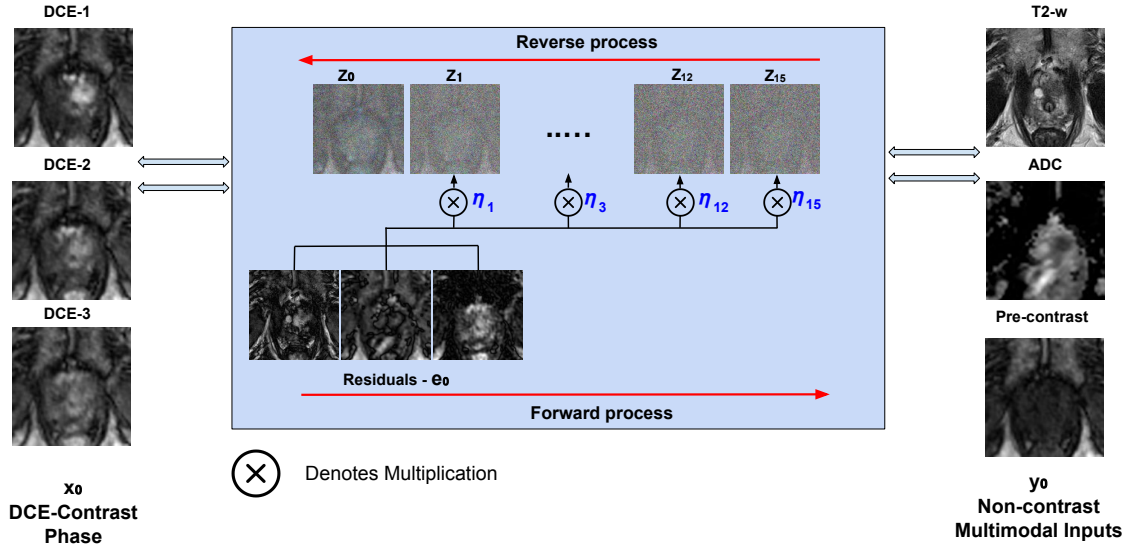 DCE-1
DCE-2
DCE-3
x₀
DCE-Contrast
Phase
Reverse process
z₀
z₁
z₁₂
z₁₅
.....
η₁
η₃
η₁₂
η₁₅
Residuals - e₀
Forward process
Denotes Multiplication
T2-w
ADC
Pre-contrast
y₀
Non-contrast
Multimodal Inputs